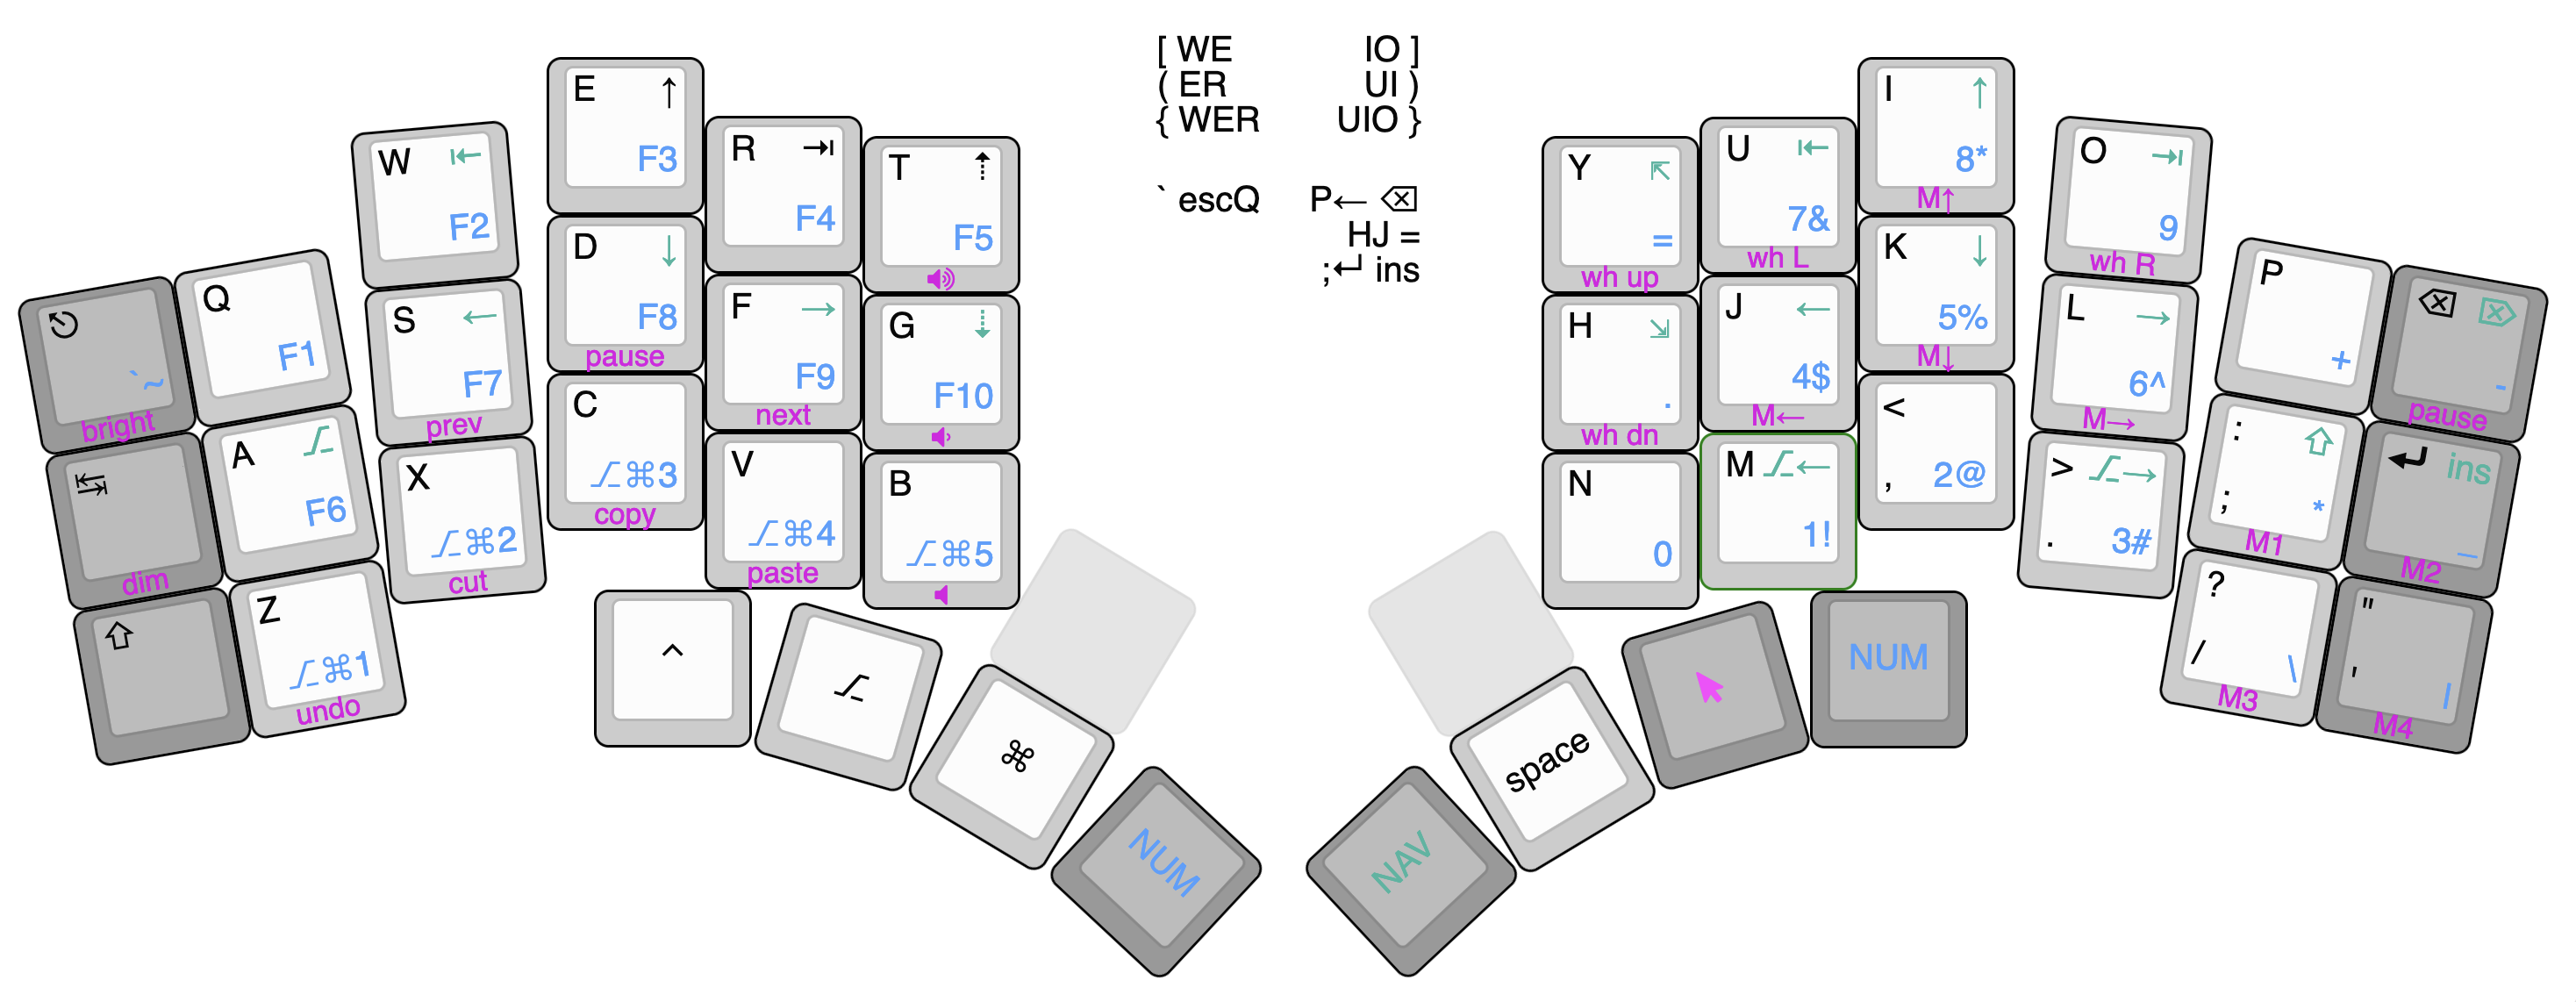 [ WE IO ]
( ER UI )
{ WER UIO }
` escQ P← ⌫
HJ =
;↵ ins
⎋ `~ bright
Q F1
W ⇤ F2
E ↑ F3
R ⇥ F4
T ⇡ F5
⇆ dim
A ⌥ F6
S ← F7 prev
D ↓ F8 pause
F → F9 next
G ⇣ F10
⇧
Z ⌥⌘1 undo
X ⌥⌘2 cut
C ⌥⌘3 copy
V ⌥⌘4 paste
B ⌥⌘5
^
⌥
⌘
NUM
Y ⇱ = wh up
U ⇤ 7& wh L
I ↑ 8* M↑
O ⇥ 9 wh R
P +
⌫ ⌦ - pause
H ⇲ . wh dn
J ← 4$ M←
K ↓ 5% M↓
L → 6^ M→
: ⇧ ; * M1
↵ ins _ M2
N 0
M ⌥← 1!
< , 2@
> ⌥→ . 3#
? / \ M3
" ' | M4
NAV
space
NUM